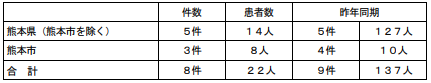 件数 患者数 昨年同期
熊本県（熊本市を除く） ５件 １４人 ５件 １２７人
熊本市 ３件 ８人 ４件 １０人
合　計 ８件 ２２人 ９件 １３７人